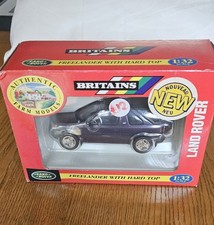 FREELANDER WITH HARD TOP
1:32
AUTHENTIC
FARM MODELS
BRITAINS
NOUVEAU
NEW
NEU
LAND ROVER
FREELANDER WITH HARD TOP
1:32